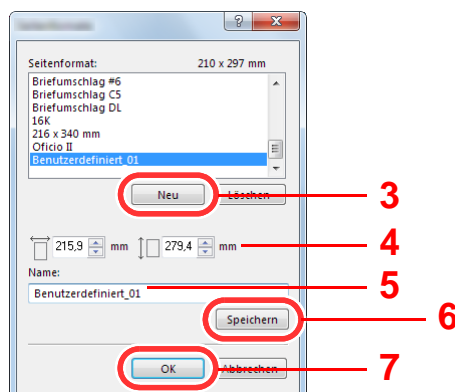 ?
Seitenformat: 210 x 297 mm
Briefumschlag #6
Briefumschlag C5
Briefumschlag DL
16K
216 x 340 mm
Oficio II
Benutzerdefiniert_01
Neu Löschen 3
215,9 mm 279,4 mm 4
Name:
5
Benutzerdefiniert_01
Speichern 6
OK Abbrechen 7